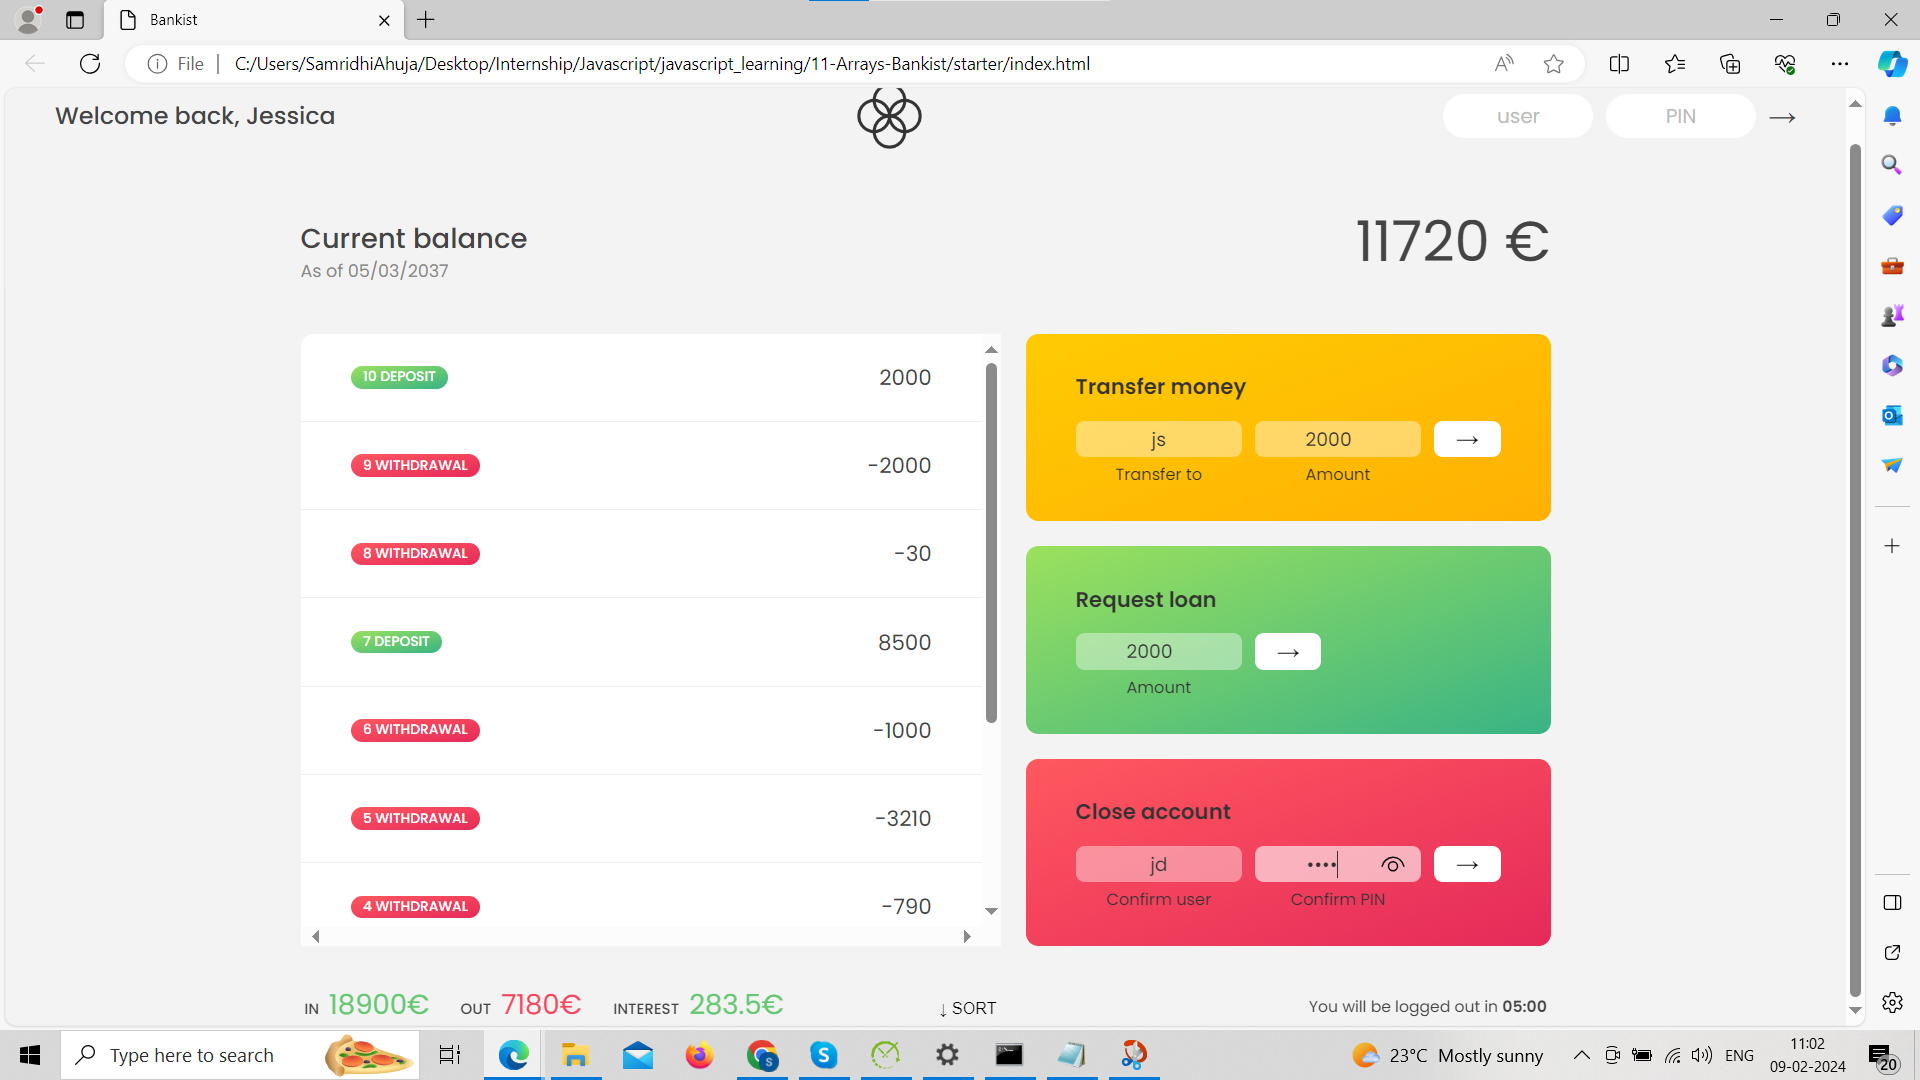 Bankist
File
C:/Users/SamridhiAhuja/Desktop/Internship/Javascript/javascript_learning/11-Arrays-Bankist/starter/index.html
Welcome back, Jessica
user
PIN
→
Current balance
As of 05/03/2037
11720 €
10 DEPOSIT
2000
9 WITHDRAWAL
-2000
8 WITHDRAWAL
-30
7 DEPOSIT
8500
6 WITHDRAWAL
-1000
5 WITHDRAWAL
-3210
4 WITHDRAWAL
-790
Transfer money
js
2000
→
Transfer to
Amount
Request loan
2000
→
Amount
Close account
jd
••••
→
Confirm user
Confirm PIN
IN 18900€ OUT 7180€ INTEREST 283.5€
↓ SORT
You will be logged out in 05:00
Type here to search
23°C Mostly sunny
ENG
11:02
09-02-2024
20